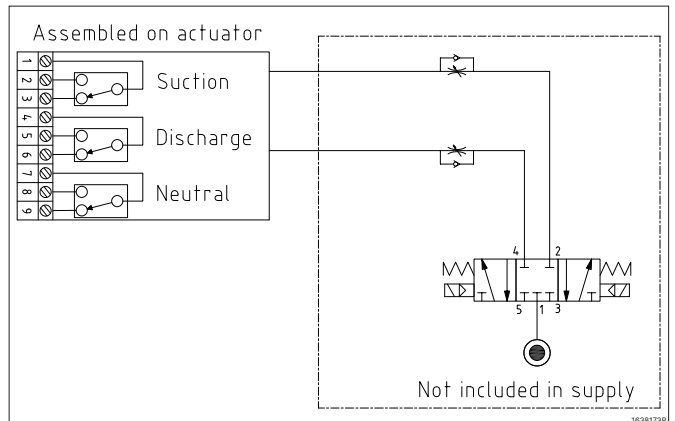 Assembled on actuator
1
2
3
4
5
6
7
8
9
Suction
Discharge
Neutral
4 2
5 1 3
Not included in supply
1638173B